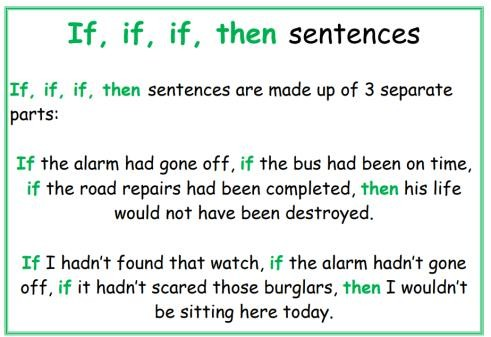 If, if, if, then sentences
If, if, if, then sentences are made up of 3 separate
parts:
If the alarm had gone off, if the bus had been on time,
if the road repairs had been completed, then his life
would not have been destroyed.
If I hadn't found that watch, if the alarm hadn't gone
off, if it hadn't scared those burglars, then I wouldn't
be sitting here today.